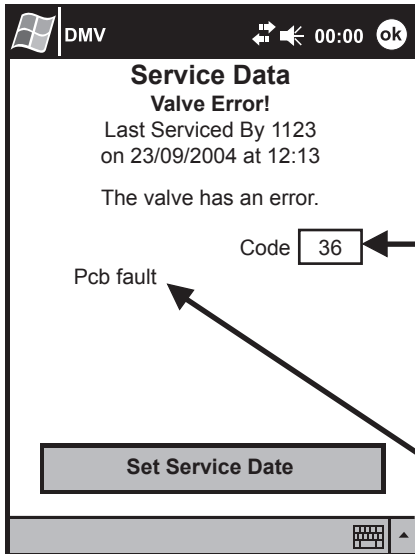 DMV 00:00 ok
Service Data
Valve Error!
Last Serviced By 1123
on 23/09/2004 at 12:13
The valve has an error.
Code 36
Pcb fault
Set Service Date